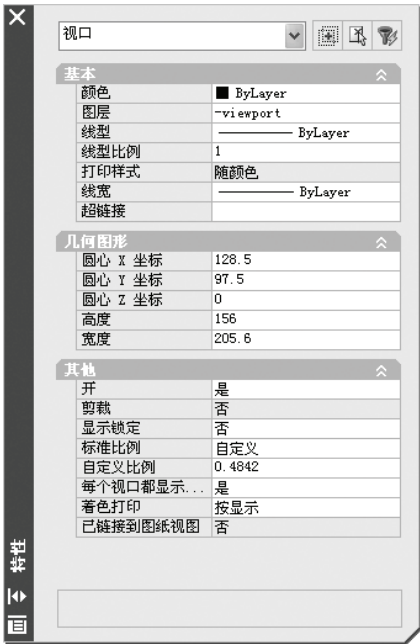 视口
基本
颜色 ByLayer
图层 -viewport
线型 ByLayer
线型比例 1
打印样式 随颜色
线宽 ByLayer
超链接
几何图形
圆心 X 坐标 128.5
圆心 Y 坐标 97.5
圆心 Z 坐标 0
高度 156
宽度 205.6
其他
开 是
剪裁 否
显示锁定 否
标准比例 自定义
自定义比例 0.4842
每个视口都显示... 是
着色打印 按显示
已链接到图纸视图 否
特性